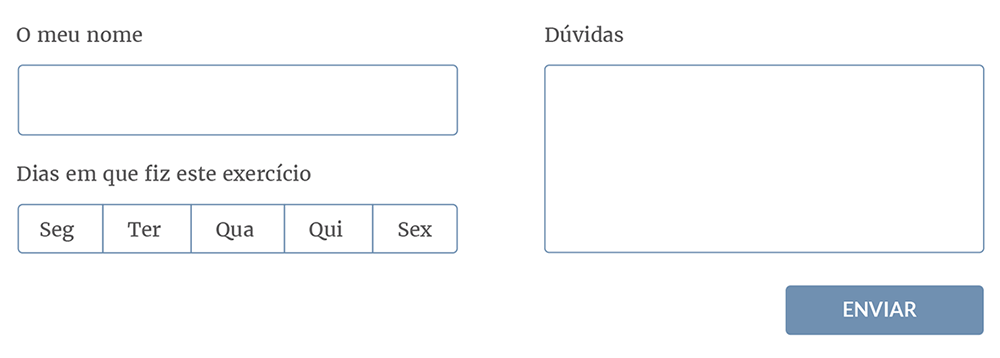 O meu nome
Dias em que fiz este exercício
Seg Ter Qua Qui Sex
Dúvidas
ENVIAR